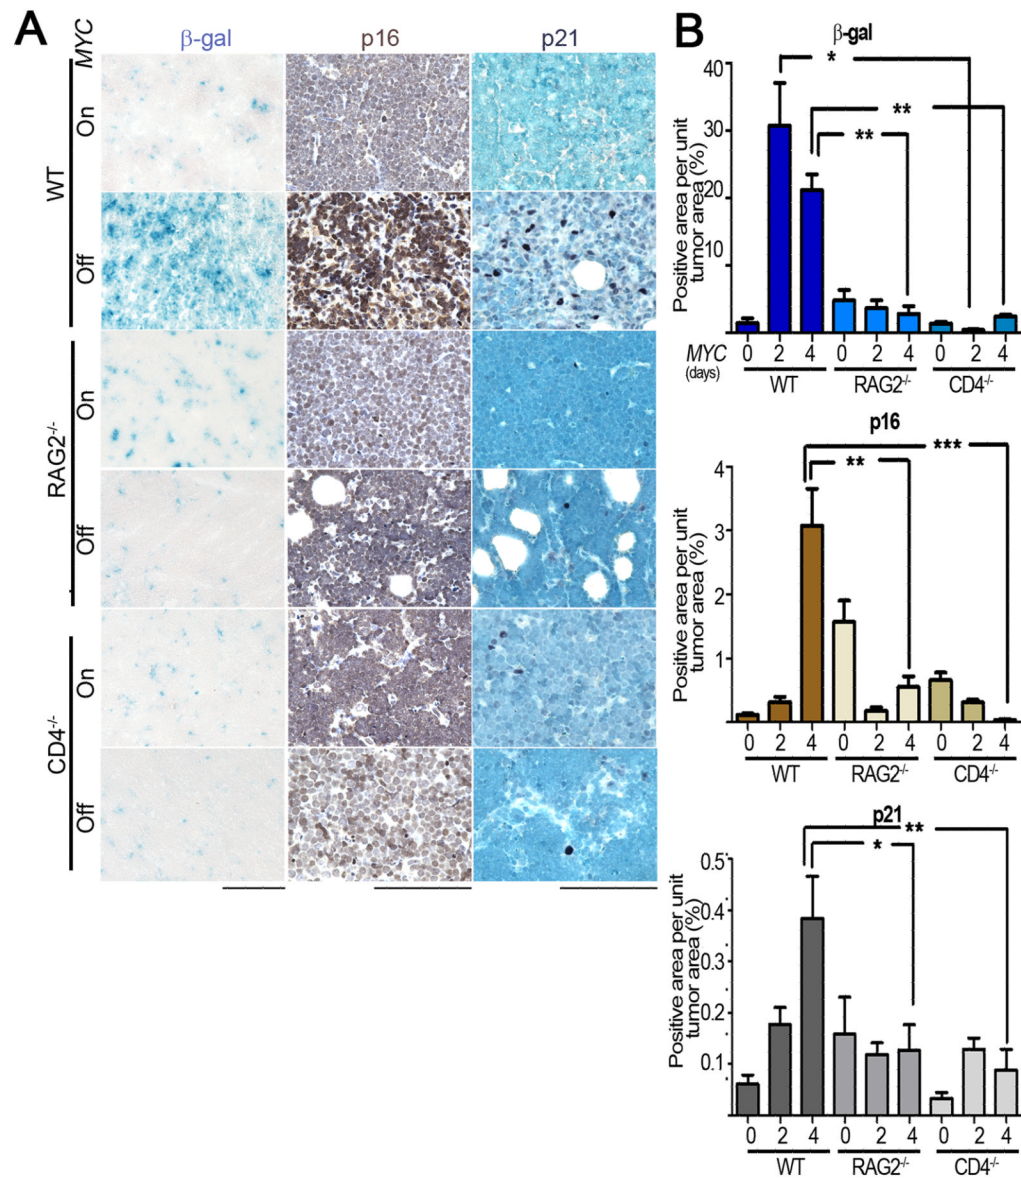 A
MYC
β-gal
p16
p21
WT
On
Off
RAG2-/-
On
Off
CD4-/-
On
Off
B
β-gal
*
**
**
Positive area per unit
tumor area (%)
40
30
20
10
MYC
(days)
0 2 4 0 2 4 0 2 4
WT RAG2-/- CD4-/-
p16
***
**
Positive area per unit
tumor area (%)
4
3
2
1
0 2 4 0 2 4 0 2 4
WT RAG2-/- CD4-/-
p21
**
*
Positive area per unit
tumor area (%)
0.5
0.4
0.3
0.2
0.1
0 2 4 0 2 4 0 2 4
WT RAG2-/- CD4-/-